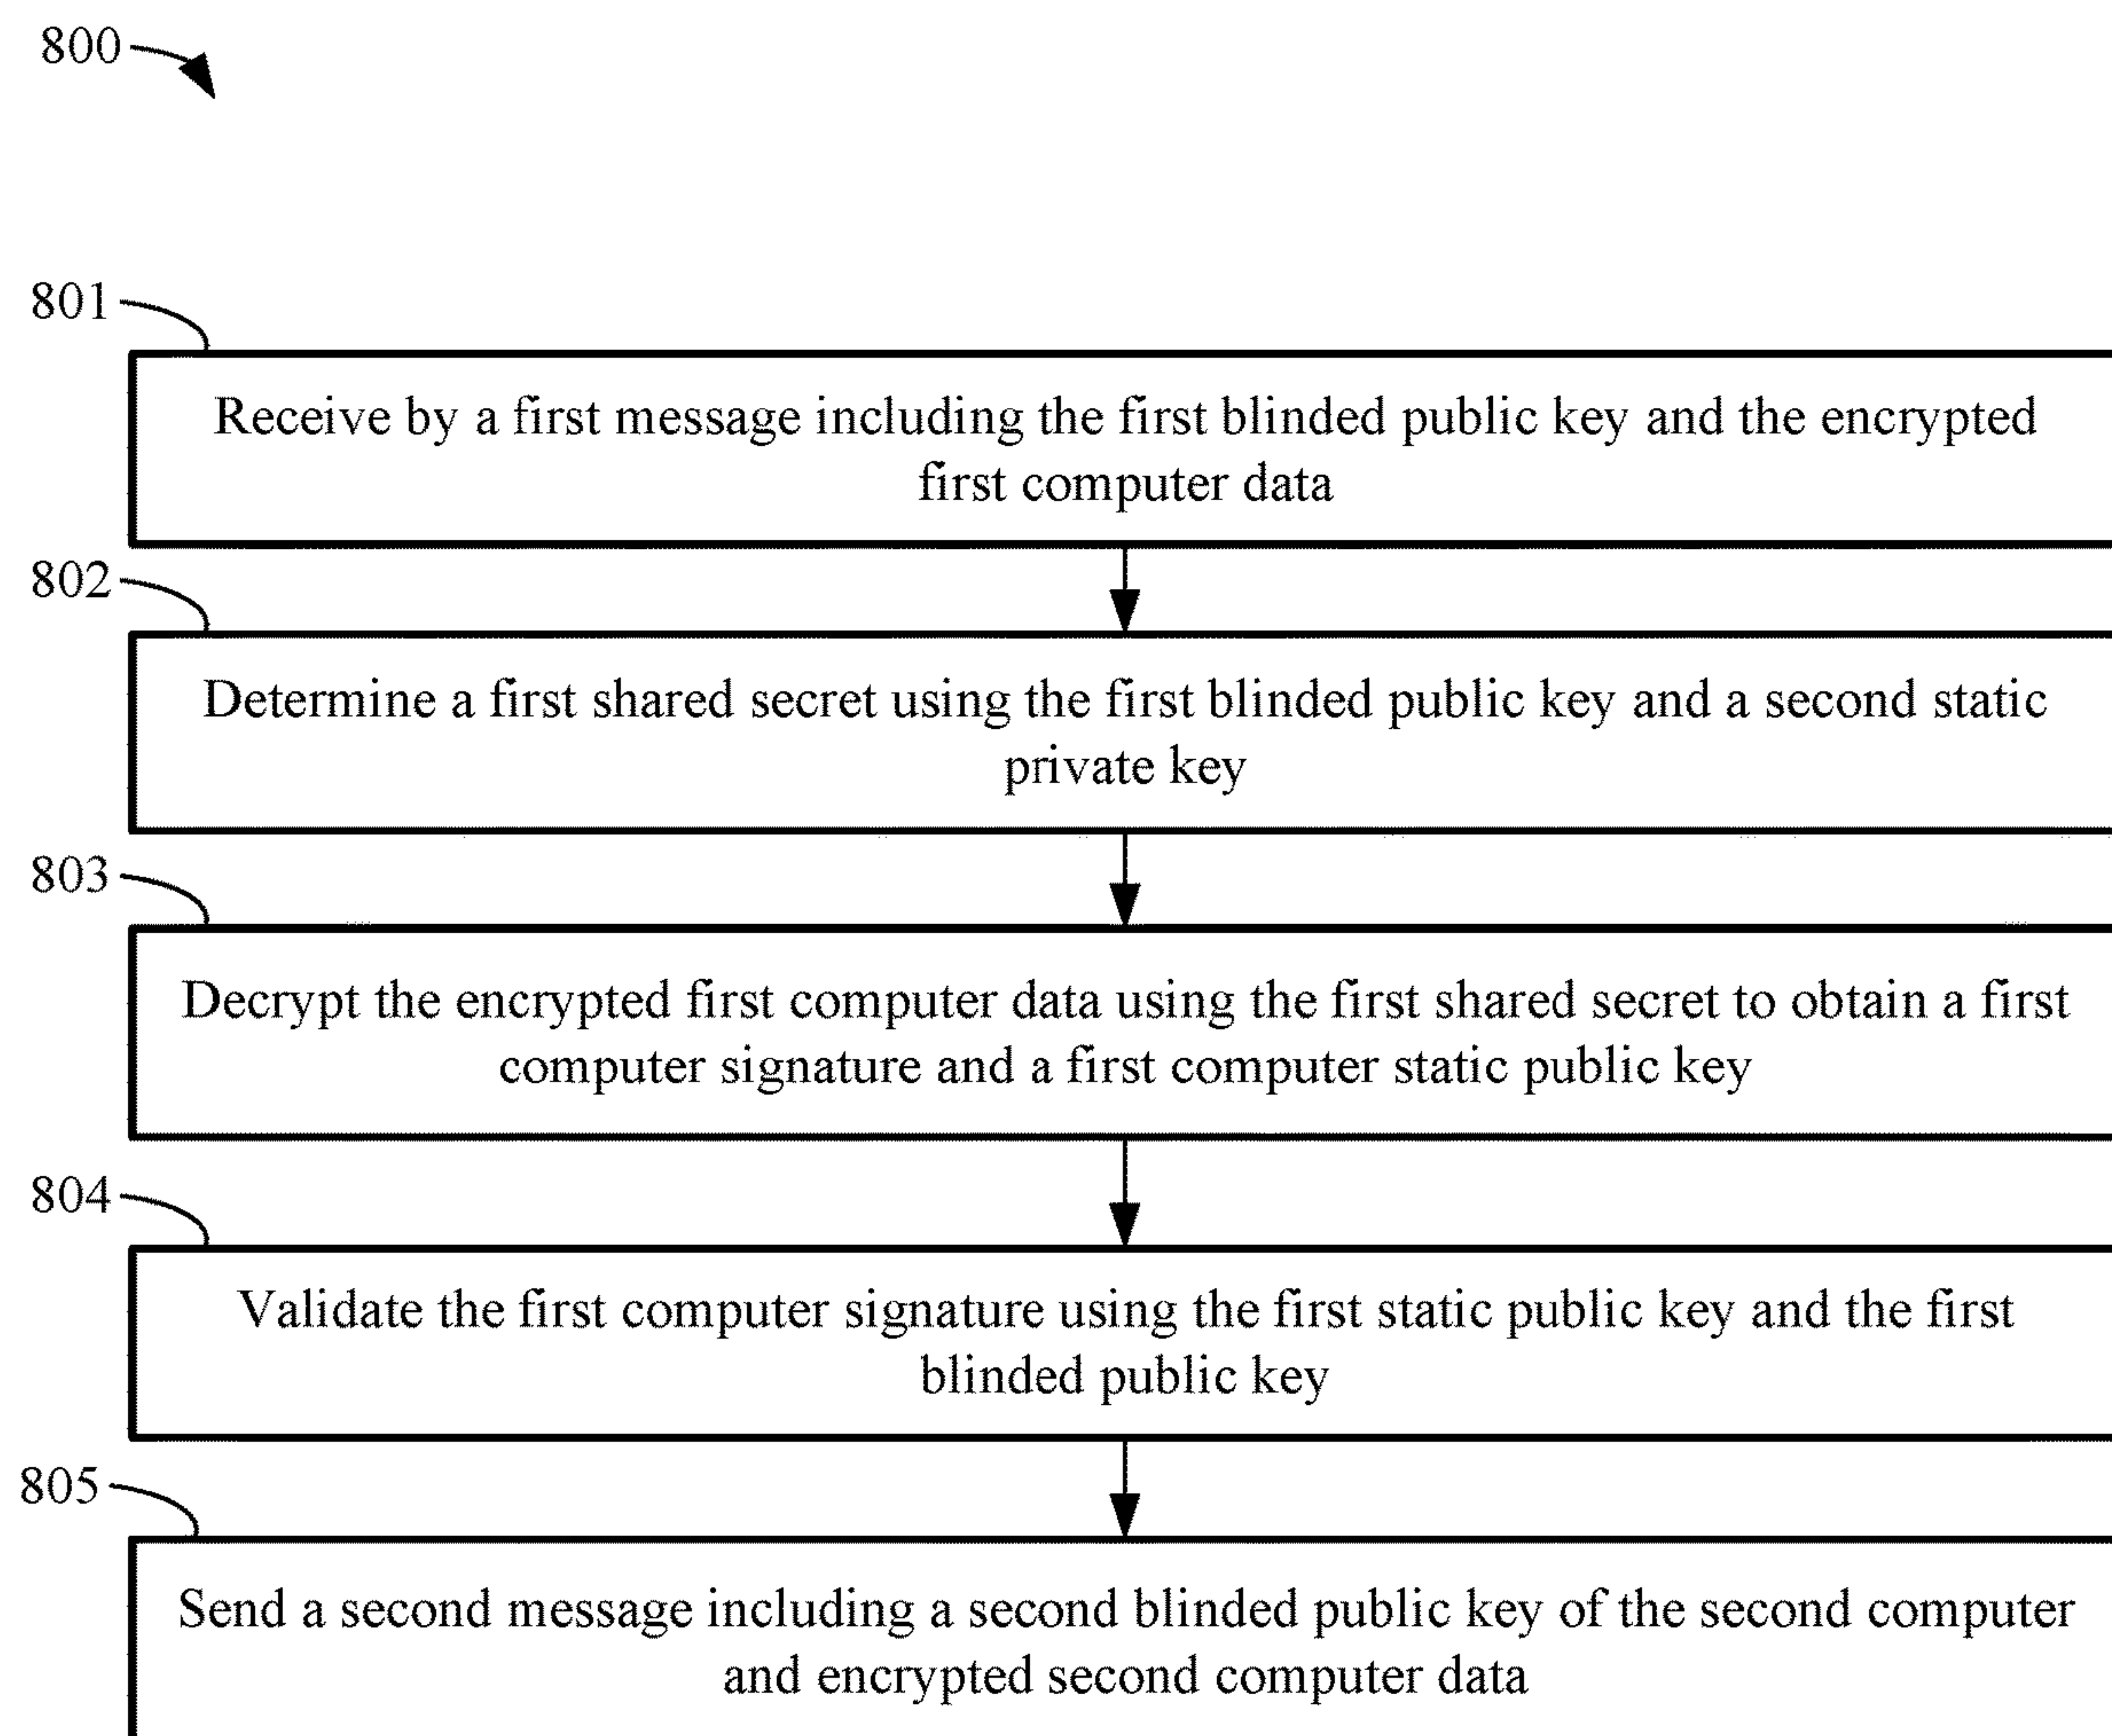 800
801
Receive by a first message including the first blinded public key and the encrypted
first computer data
802
Determine a first shared secret using the first blinded public key and a second static
private key
803
Decrypt the encrypted first computer data using the first shared secret to obtain a first
computer signature and a first computer static public key
804
Validate the first computer signature using the first static public key and the first
blinded public key
805
Send a second message including a second blinded public key of the second computer
and encrypted second computer data